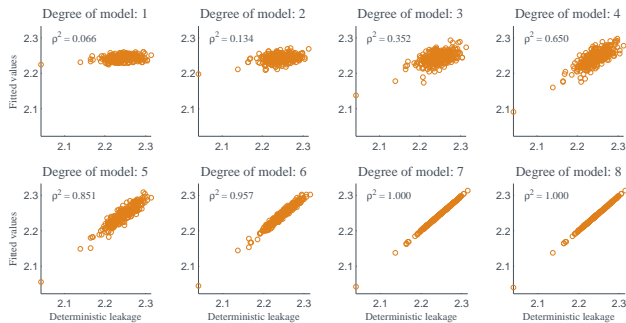 Degree of model: 1
Degree of model: 2
Degree of model: 3
Degree of model: 4
ρ² = 0.066
ρ² = 0.134
ρ² = 0.352
ρ² = 0.650
Fitted values
2.3
2.2
2.1
2.3
2.2
2.1
2.3
2.2
2.1
2.3
2.2
2.1
2.1 2.2 2.3
2.1 2.2 2.3
2.1 2.2 2.3
2.1 2.2 2.3
Degree of model: 5
Degree of model: 6
Degree of model: 7
Degree of model: 8
ρ² = 0.851
ρ² = 0.957
ρ² = 1.000
ρ² = 1.000
Fitted values
2.3
2.2
2.1
2.3
2.2
2.1
2.3
2.2
2.1
2.3
2.2
2.1
2.1 2.2 2.3
2.1 2.2 2.3
2.1 2.2 2.3
2.1 2.2 2.3
Deterministic leakage
Deterministic leakage
Deterministic leakage
Deterministic leakage